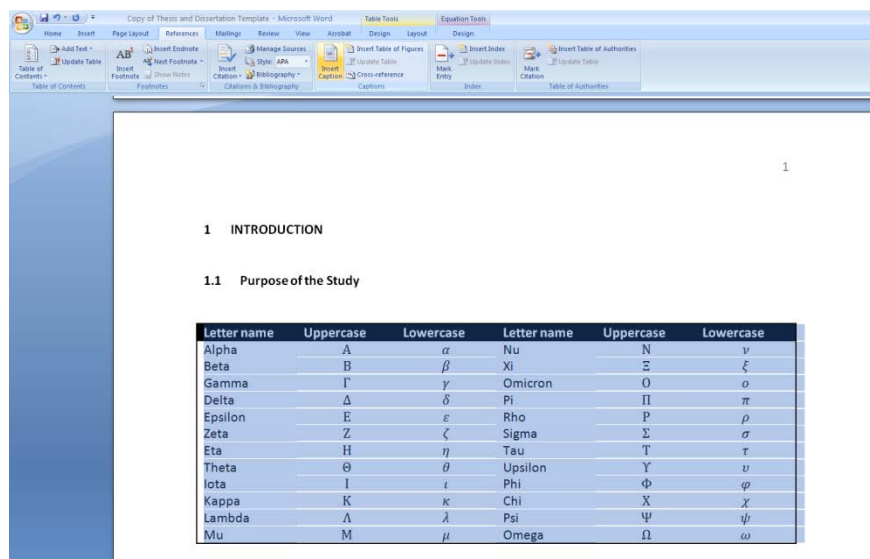 Copy of Thesis and Dissertation Template - Microsoft Word Table Tools Equation Tools
Home Insert Page Layout References Mailings Review View Acrobat Design Layout Design
Table of Contents
Add Text
Update Table
Table of Contents
AB¹
Insert Footnote
Insert Endnote
Next Footnote
Show Notes
Footnotes
Insert Citation
Manage Sources
Style: APA
Bibliography
Citations & Bibliography
Insert Caption
Insert Table of Figures
Update Table
Cross-reference
Captions
Mark Entry
Insert Index
Update Index
Index
Mark Citation
Insert Table of Authorities
Update Table
Table of Authorities
1
1 INTRODUCTION
1.1 Purpose of the Study
Letter name Uppercase Lowercase Letter name Uppercase Lowercase
Alpha Α α Nu Ν ν
Beta Β β Xi Ξ ξ
Gamma Γ γ Omicron Ο ο
Delta Δ δ Pi Π π
Epsilon Ε ε Rho Ρ ρ
Zeta Ζ ζ Sigma Σ σ
Eta Η η Tau Τ τ
Theta Θ θ Upsilon Υ υ
Iota Ι ι Phi Φ φ
Kappa Κ κ Chi Χ χ
Lambda Λ λ Psi Ψ ψ
Mu Μ μ Omega Ω ω